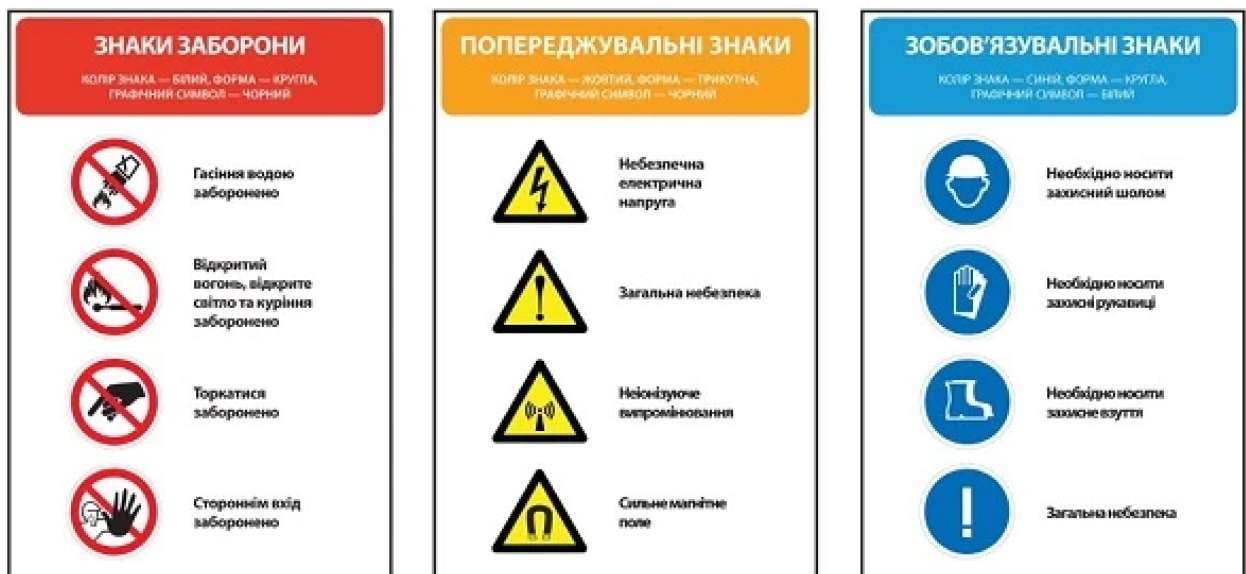 ЗНАКИ ЗАБОРОНИ
КОЛІР ЗНАКА — БІЛИЙ, ФОРМА — КРУГЛА,
ГРАФІЧНИЙ СИМВОЛ — ЧОРНИЙ
Гасіння водою
заборонено
Відкритий
вогонь, відкрите
світло та куріння
заборонено
Торкатися
заборонено
Стороннім вхід
заборонено
ПОПЕРЕДЖУВАЛЬНІ ЗНАКИ
КОЛІР ЗНАКА — ЖОВТИЙ, ФОРМА — ТРИКУТНА,
ГРАФІЧНИЙ СИМВОЛ — ЧОРНИЙ
Небезпечна
електрична
напруга
Загальна небезпека
Неіонізуюче
випромінювання
Сильне магнітне
поле
ЗОБОВ’ЯЗУВАЛЬНІ ЗНАКИ
КОЛІР ЗНАКА — СИНІЙ, ФОРМА — КРУГЛА,
ГРАФІЧНИЙ СИМВОЛ — БІЛИЙ
Необхідно носити
захисний шолом
Необхідно носити
захисні рукавиці
Необхідно носити
захисне взуття
Загальна небезпека